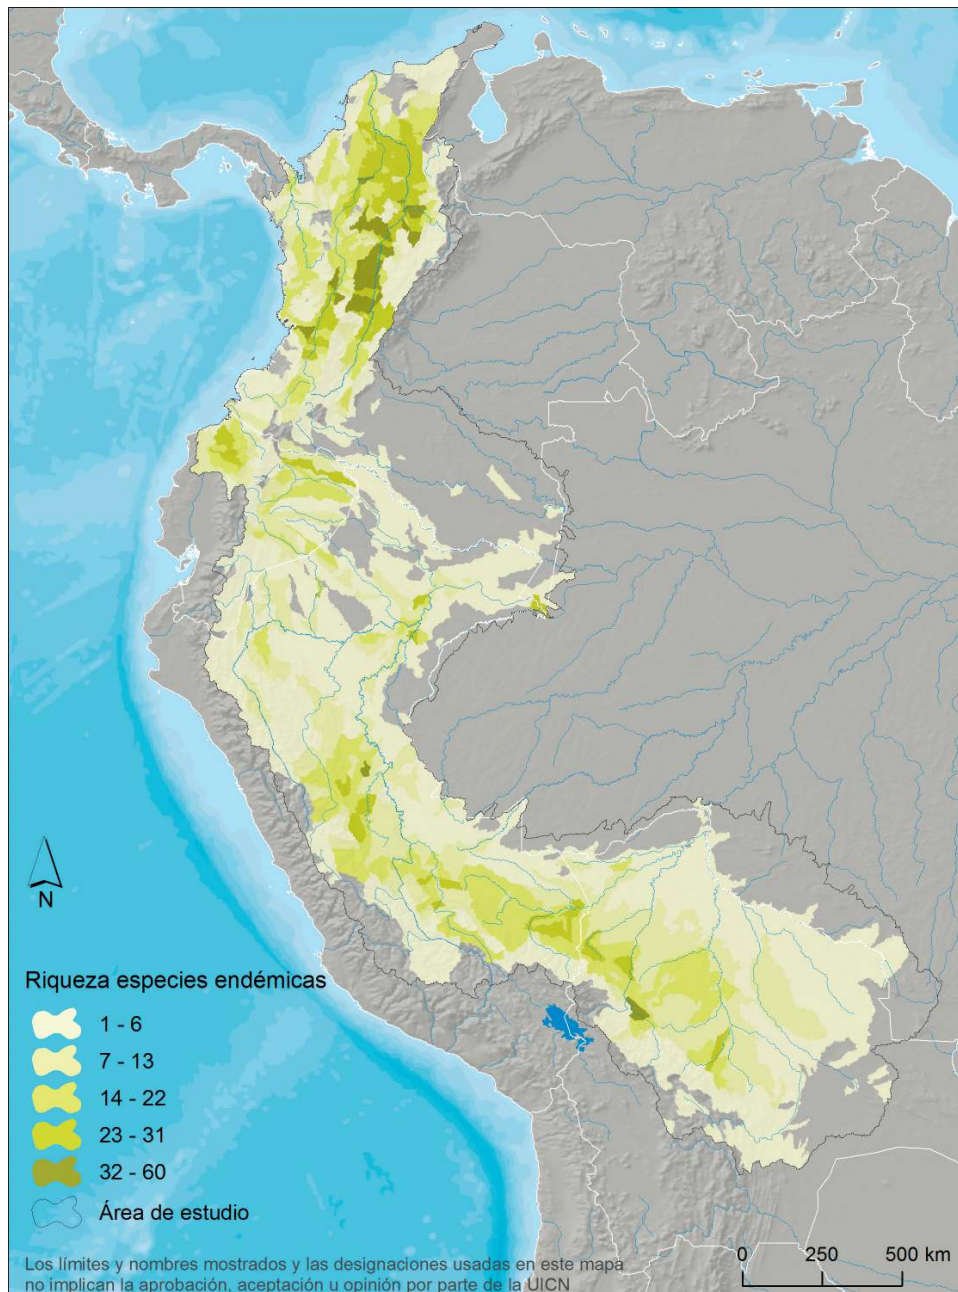 N
Riqueza especies endémicas
1 - 6
7 - 13
14 - 22
23 - 31
32 - 60
Área de estudio
0 250 500 km
Los límites y nombres mostrados y las designaciones usadas en este mapa
no implican la aprobación, aceptación u opinión por parte de la UICN